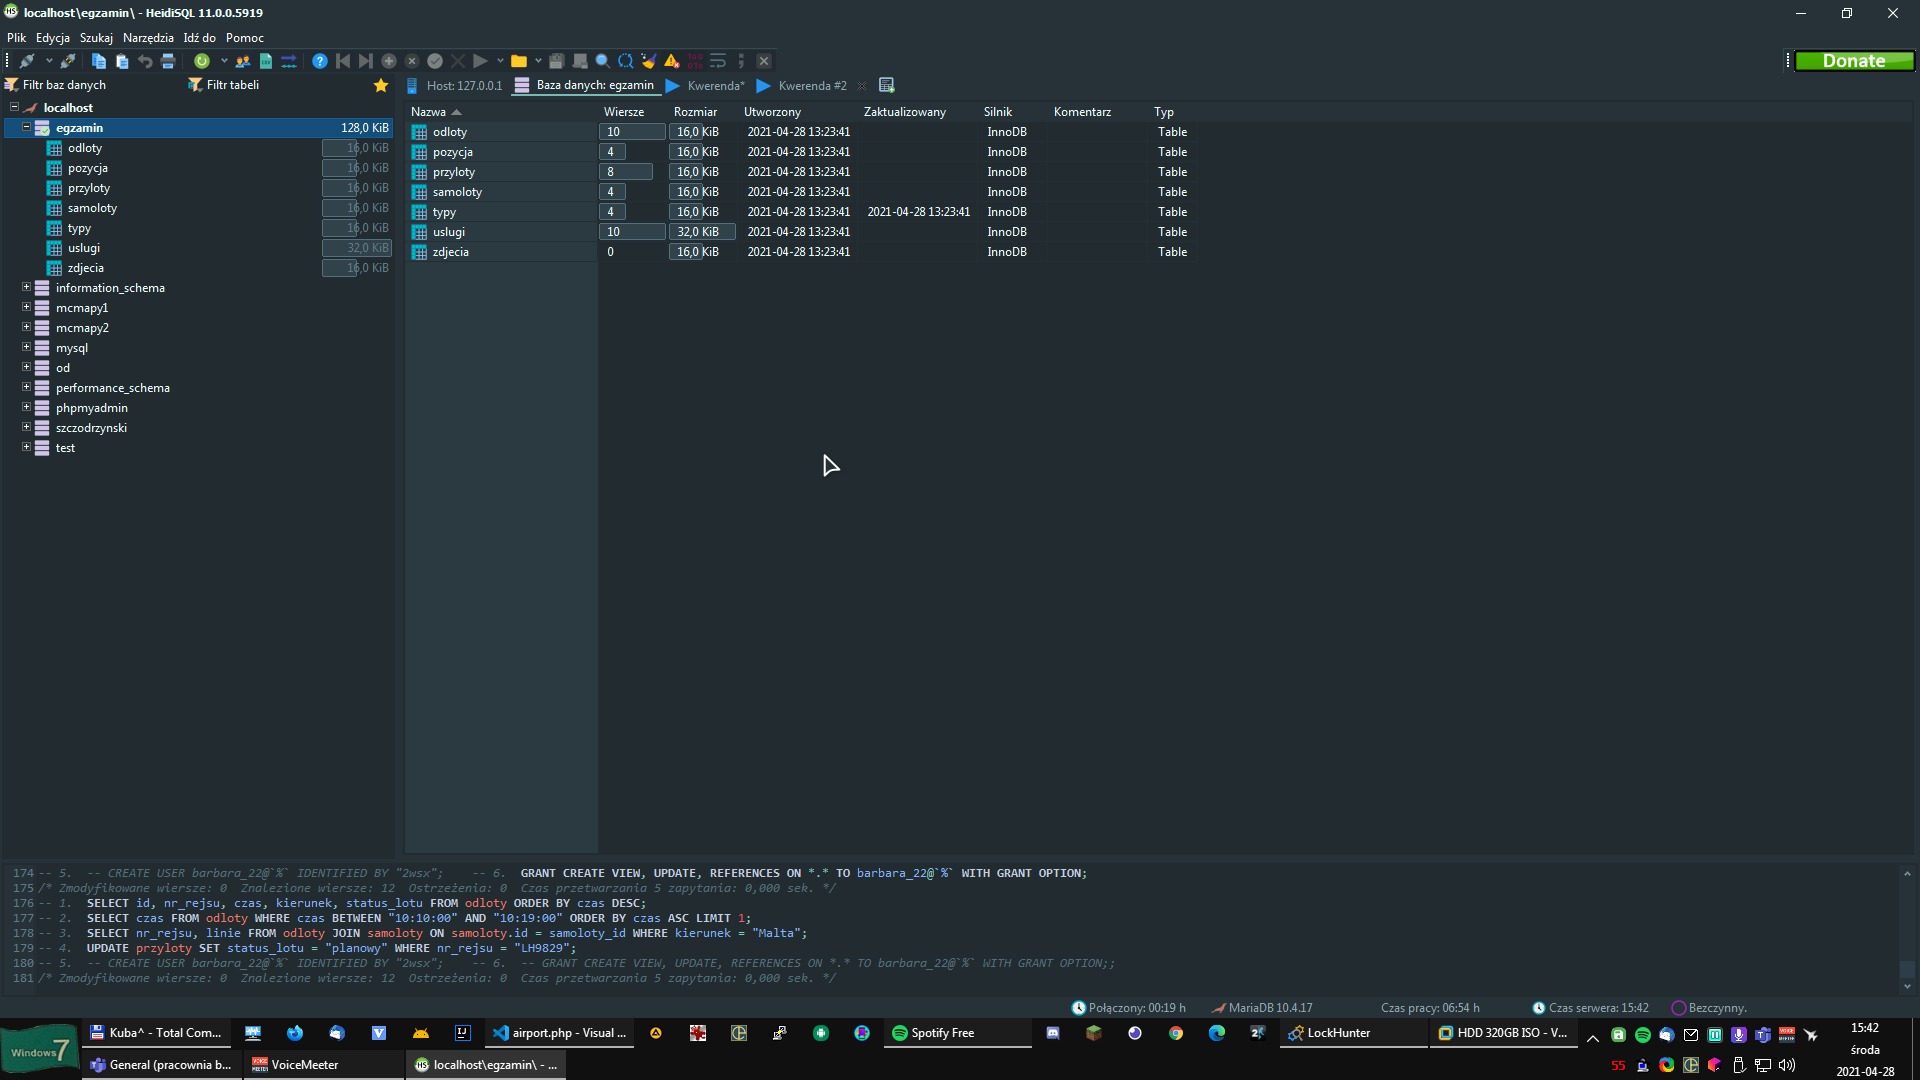 localhost\egzamin\ - HeidiSQL 11.0.0.5919
Plik Edycja Szukaj Narzędzia Idź do Pomoc
Donate
Filtr baz danych Filtr tabeli Host: 127.0.0.1 Baza danych: egzamin Kwerenda* Kwerenda #2
localhost
egzamin 128,0 KiB
odloty 16,0 KiB
pozycja 16,0 KiB
przyloty 16,0 KiB
samoloty 16,0 KiB
typy 16,0 KiB
uslugi 32,0 KiB
zdjecia 16,0 KiB
information_schema
mcmapy1
mcmapy2
mysql
od
performance_schema
phpmyadmin
szczodrzynski
test
Nazwa Wiersze Rozmiar Utworzony Zaktualizowany Silnik Komentarz Typ
odloty 10 16,0 KiB 2021-04-28 13:23:41 InnoDB Table
pozycja 4 16,0 KiB 2021-04-28 13:23:41 InnoDB Table
przyloty 8 16,0 KiB 2021-04-28 13:23:41 InnoDB Table
samoloty 4 16,0 KiB 2021-04-28 13:23:41 InnoDB Table
typy 4 16,0 KiB 2021-04-28 13:23:41 2021-04-28 13:23:41 InnoDB Table
uslugi 10 32,0 KiB 2021-04-28 13:23:41 InnoDB Table
zdjecia 0 16,0 KiB 2021-04-28 13:23:41 InnoDB Table
174 -- 5. -- CREATE USER barbara_22@`%` IDENTIFIED BY "2wsx"; -- 6. GRANT CREATE VIEW, UPDATE, REFERENCES ON *.* TO barbara_22@`%` WITH GRANT OPTION;
175 /* Zmodyfikowane wiersze: 0 Znalezione wiersze: 12 Ostrzeżenia: 0 Czas przetwarzania 5 zapytania: 0,000 sek. */
176 -- 1. SELECT id, nr_rejsu, czas, kierunek, status_lotu FROM odloty ORDER BY czas DESC;
177 -- 2. SELECT czas FROM odloty WHERE czas BETWEEN "10:10:00" AND "10:19:00" ORDER BY czas ASC LIMIT 1;
178 -- 3. SELECT nr_rejsu, linie FROM odloty JOIN samoloty ON samoloty.id = samoloty_id WHERE kierunek = "Malta";
179 -- 4. UPDATE przyloty SET status_lotu = "planowy" WHERE nr_rejsu = "LH9829";
180 -- 5. -- CREATE USER barbara_22@`%` IDENTIFIED BY "2wsx"; -- 6. -- GRANT CREATE VIEW, UPDATE, REFERENCES ON *.* TO barbara_22@`%` WITH GRANT OPTION;;
181 /* Zmodyfikowane wiersze: 0 Znalezione wiersze: 12 Ostrzeżenia: 0 Czas przetwarzania 5 zapytania: 0,000 sek. */
Połączony: 00:19 h MariaDB 10.4.17 Czas pracy: 06:54 h Czas serwera: 15:42 Bezczynny.
Windows 7
Kuba^ - Total Com... airport.php - Visual ... Spotify Free LockHunter HDD 320GB ISO - V... 15:42
środa
General (pracownia b... VoiceMeeter localhost\egzamin\ - ... 55 2021-04-28